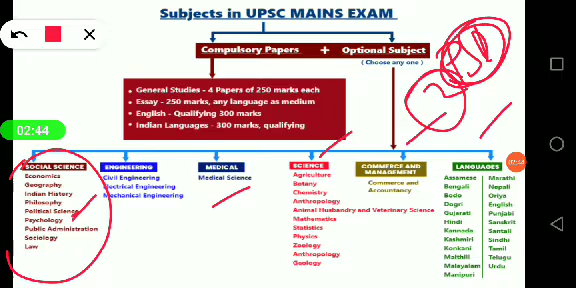 Subjects in UPSC MAINS EXAM
Compulsory Papers + Optional Subject
( Choose any one )
• General Studies - 4 Papers of 250 marks each
• Essay - 250 marks, any language as medium
• English - Qualifying 300 marks
• Indian Languages - 300 marks, qualifying
02:44
02:44
SOCIAL SCIENCE
Economics
Geography
Indian History
Philosophy
Political Science
Psychology
Public Administration
Sociology
Law
ENGINEERING
Civil Engineering
Electrical Engineering
Mechanical Engineering
MEDICAL
Medical Science
SCIENCE
Agriculture
Botany
Chemistry
Anthropology
Animal Husbandry and Veterinary Science
Mathematics
Statistics
Physics
Zoology
Anthropology
Geology
COMMERCE AND
MANAGEMENT
Commerce and
Accountancy
LANGUAGES
Assamese
Bengali
Bodo
Dogri
Gujarati
Hindi
Kannada
Kashmiri
Konkani
Maithili
Malayalam
Manipuri
Marathi
Nepali
Oriya
English
Punjabi
Sanskrit
Santali
Sindhi
Tamil
Telugu
Urdu